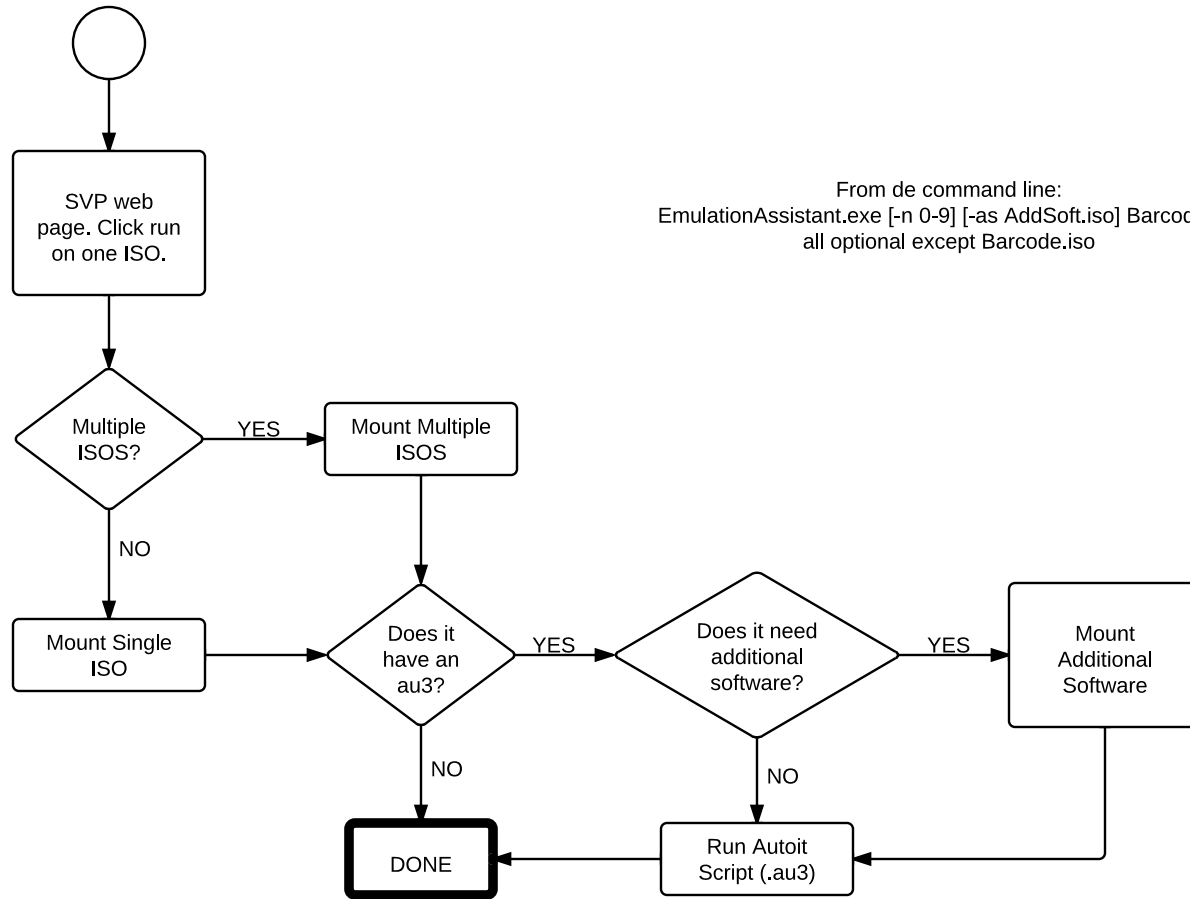 SVP web
page. Click run
on one ISO.
From de command line:
EmulationAssistant.exe [-n 0-9] [-as AddSoft.iso]
all optional except Barcode.iso
Multiple
ISOS?
YES
Mount Multiple
ISOS
NO
Mount Single
ISO
Does it
have an
au3?
YES
Does it need
additional
software?
YES
Mount
Additional
Software
NO
NO
DONE
Run Autoit
Script (.au3)